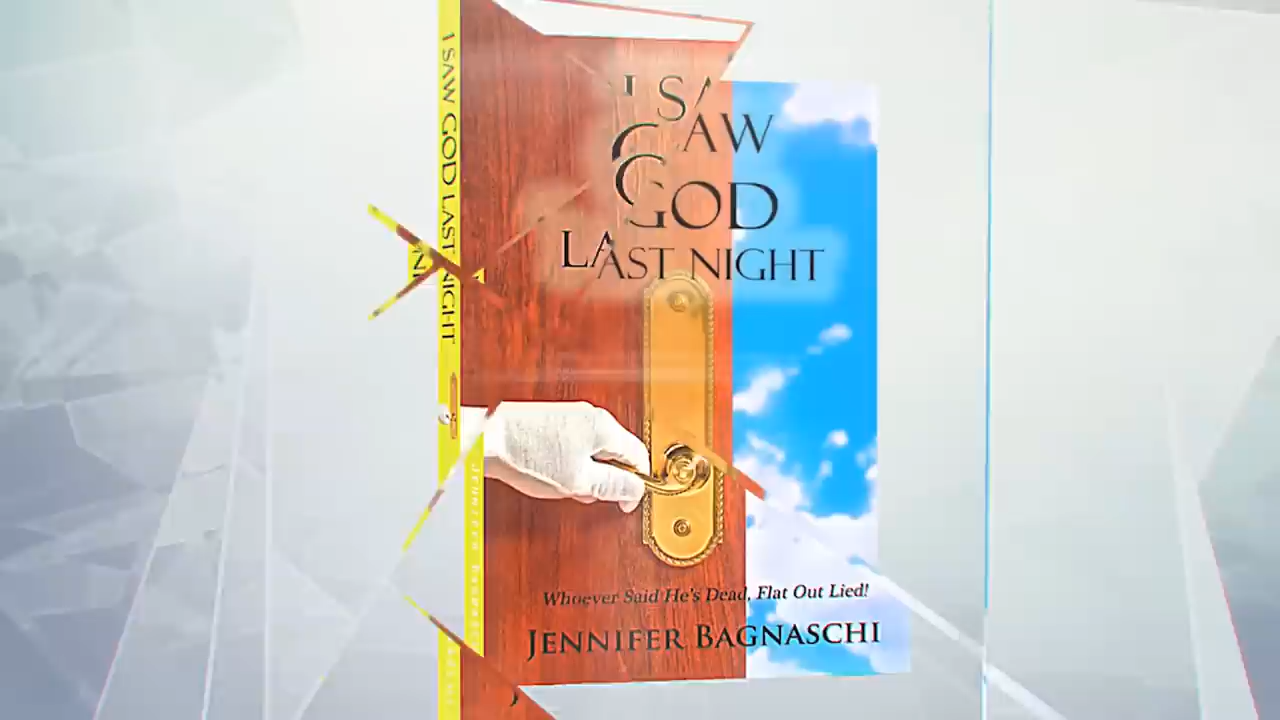 I SAW GOD LAST NIGHT
I SAW
GOD
LAST NIGHT
Whoever Said He's Dead, Flat Out Lied!
JENNIFER BAGNASCHI